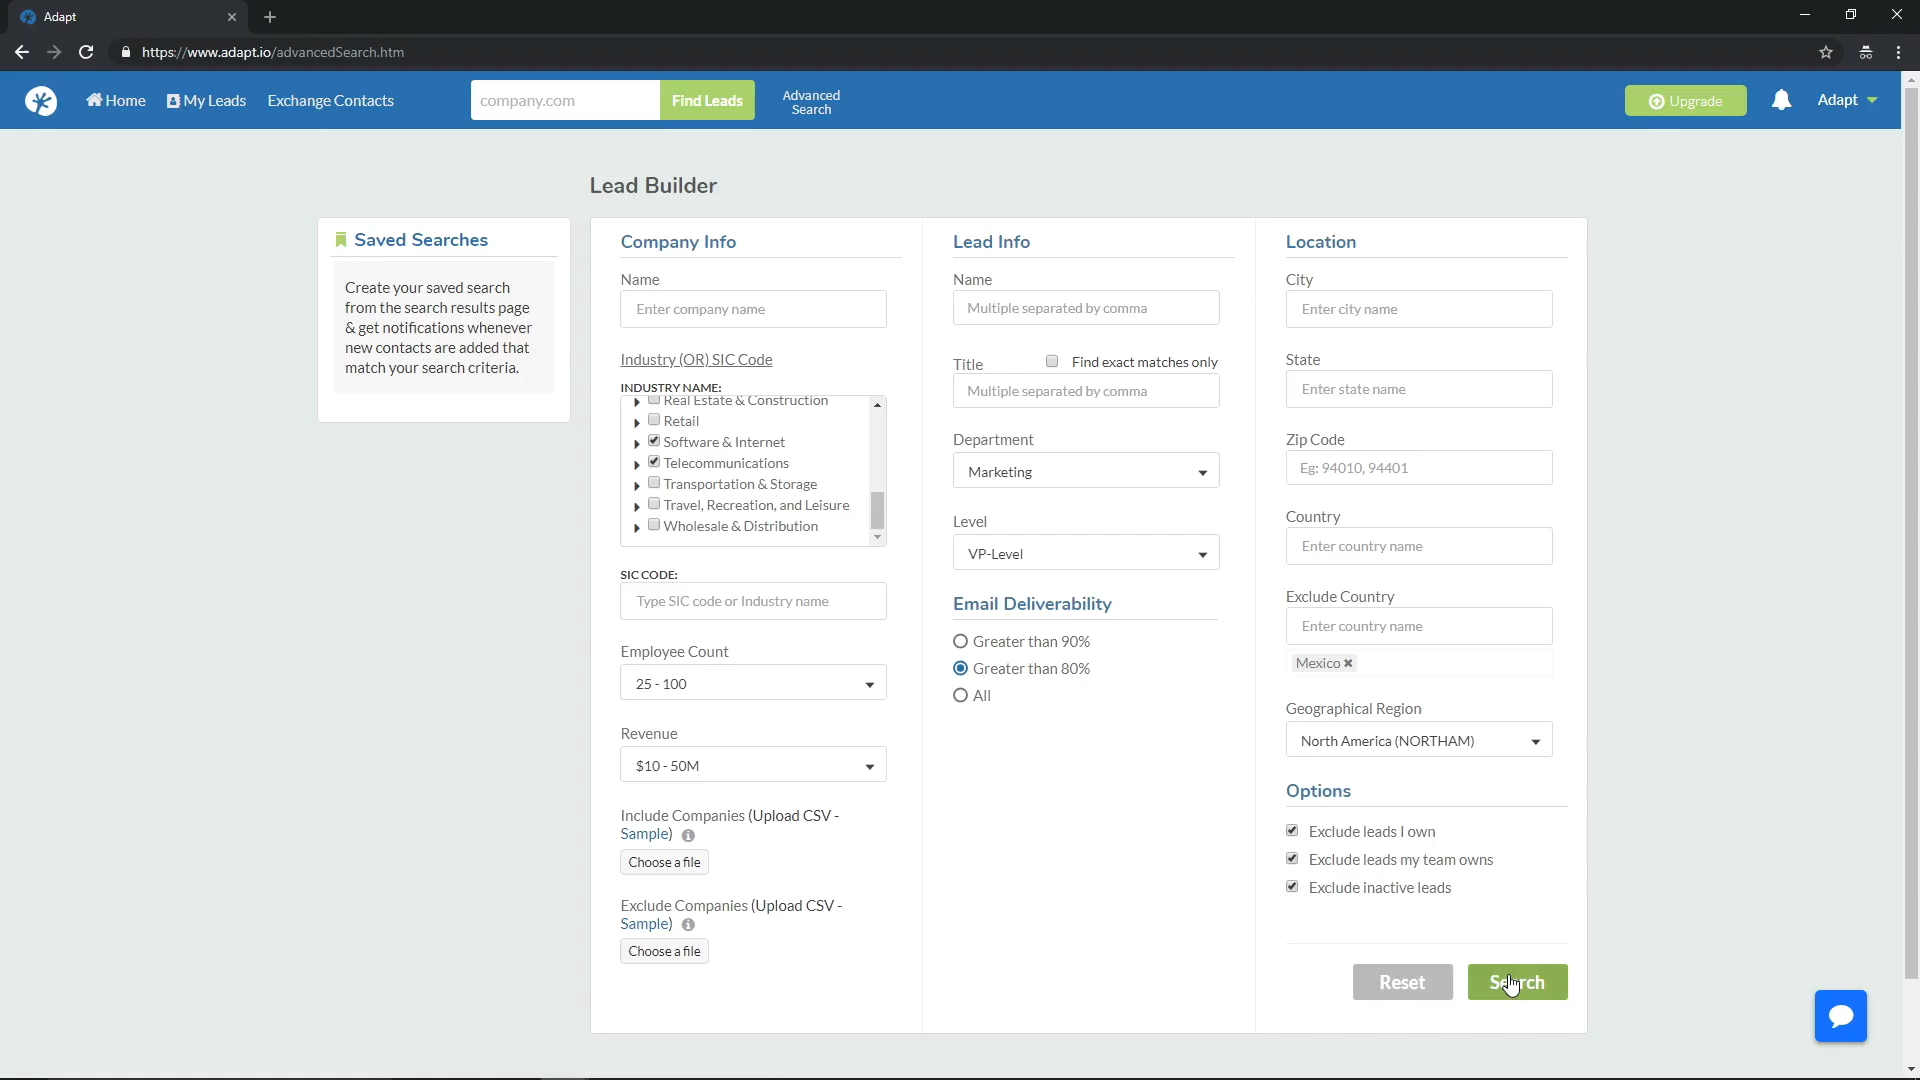 Adapt
https://www.adapt.io/advancedSearch.htm
Home
My Leads
Exchange Contacts
company.com
Find Leads
Advanced
Search
Upgrade
Adapt
Lead Builder
Saved Searches
Create your saved search
from the search results page
& get notifications whenever
new contacts are added that
match your search criteria.
Company Info
Name
Enter company name
Industry (OR) SIC Code
INDUSTRY NAME:
Real Estate & Construction
Retail
Software & Internet
Telecommunications
Transportation & Storage
Travel, Recreation, and Leisure
Wholesale & Distribution
SIC CODE:
Type SIC code or Industry name
Employee Count
25 - 100
Revenue
$10 - 50M
Include Companies (Upload CSV -
Sample)
Choose a file
Exclude Companies (Upload CSV -
Sample)
Choose a file
Lead Info
Name
Multiple separated by comma
Title
Find exact matches only
Multiple separated by comma
Department
Marketing
Level
VP-Level
Email Deliverability
Greater than 90%
Greater than 80%
All
Location
City
Enter city name
State
Enter state name
Zip Code
Eg: 94010, 94401
Country
Enter country name
Exclude Country
Enter country name
Mexico
Geographical Region
North America (NORTHAM)
Options
Exclude leads I own
Exclude leads my team owns
Exclude inactive leads
Reset
Search